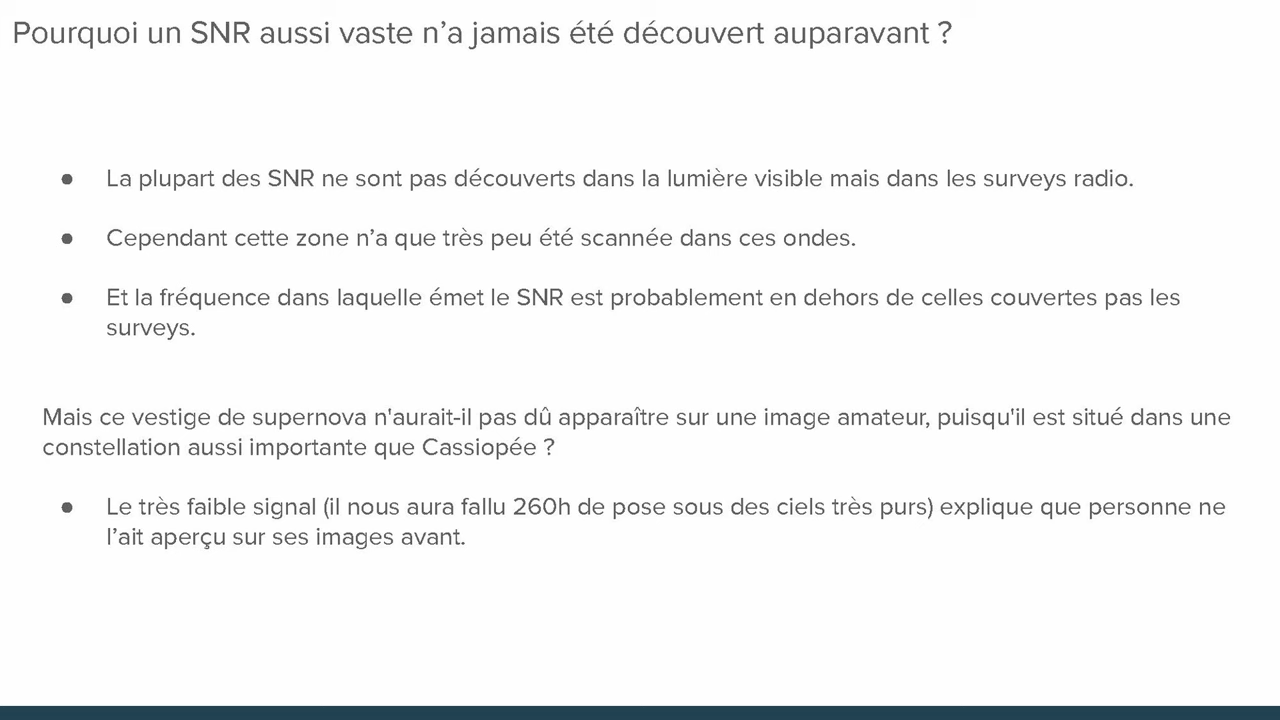 Pourquoi un SNR aussi vaste n’a jamais été découvert auparavant ?
● La plupart des SNR ne sont pas découverts dans la lumière visible mais dans les surveys radio.
● Cependant cette zone n’a que très peu été scannée dans ces ondes.
● Et la fréquence dans laquelle émet le SNR est probablement en dehors de celles couvertes pas les
surveys.
Mais ce vestige de supernova n'aurait-il pas dû apparaître sur une image amateur, puisqu'il est situé dans une
constellation aussi importante que Cassiopée ?
● Le très faible signal (il nous aura fallu 260h de pose sous des ciels très purs) explique que personne ne
l’ait aperçu sur ses images avant.